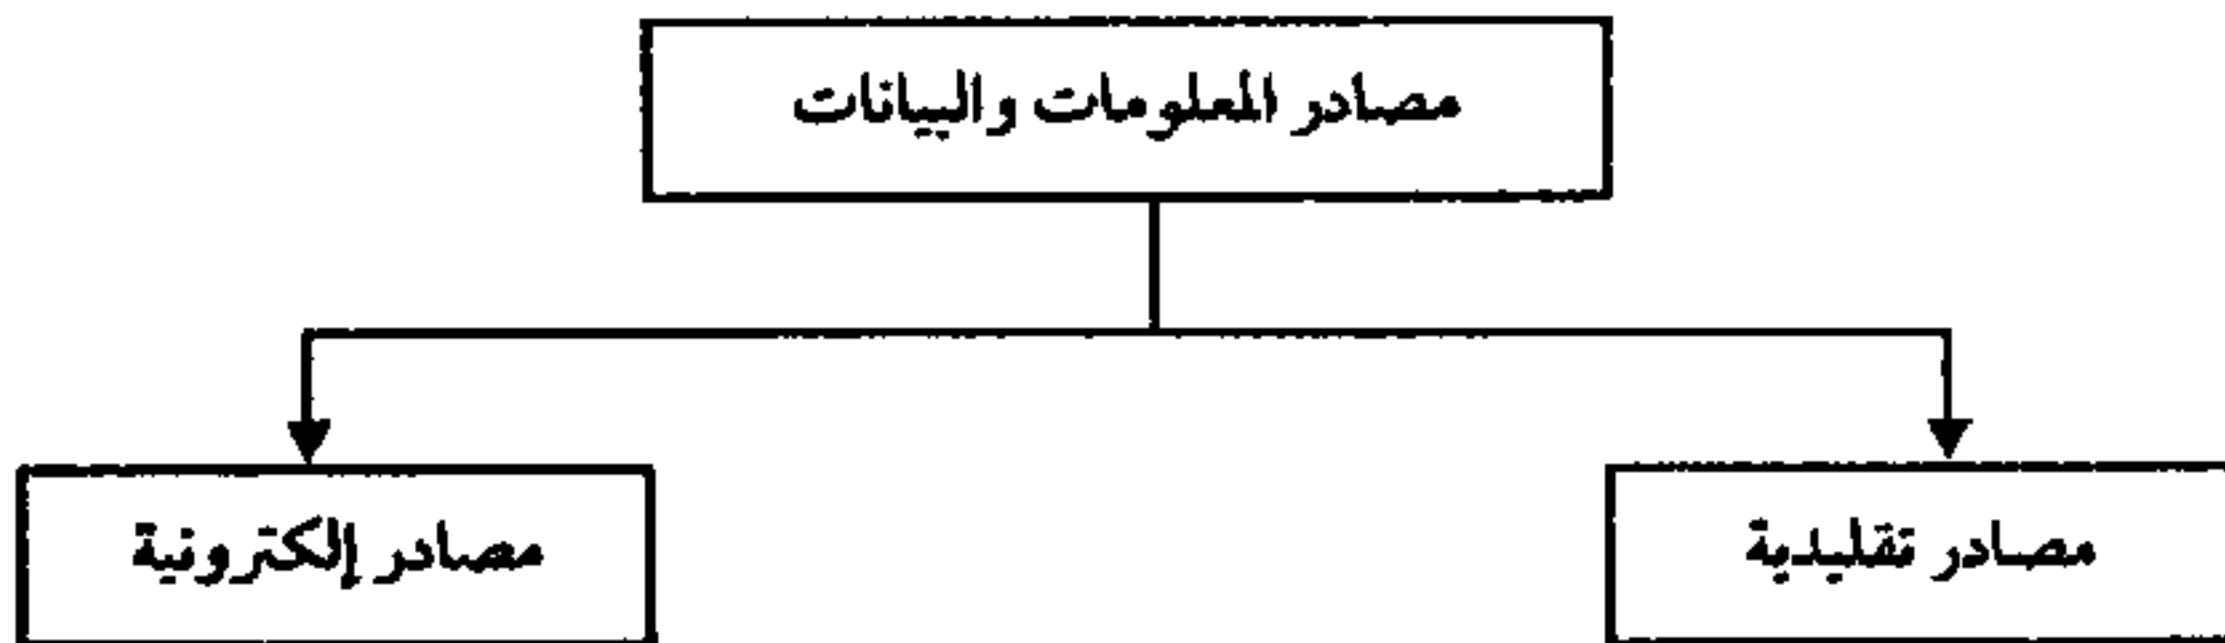 مصادر المعلومات والبيانات
مصادر تقليدية
مصادر إلكترونية